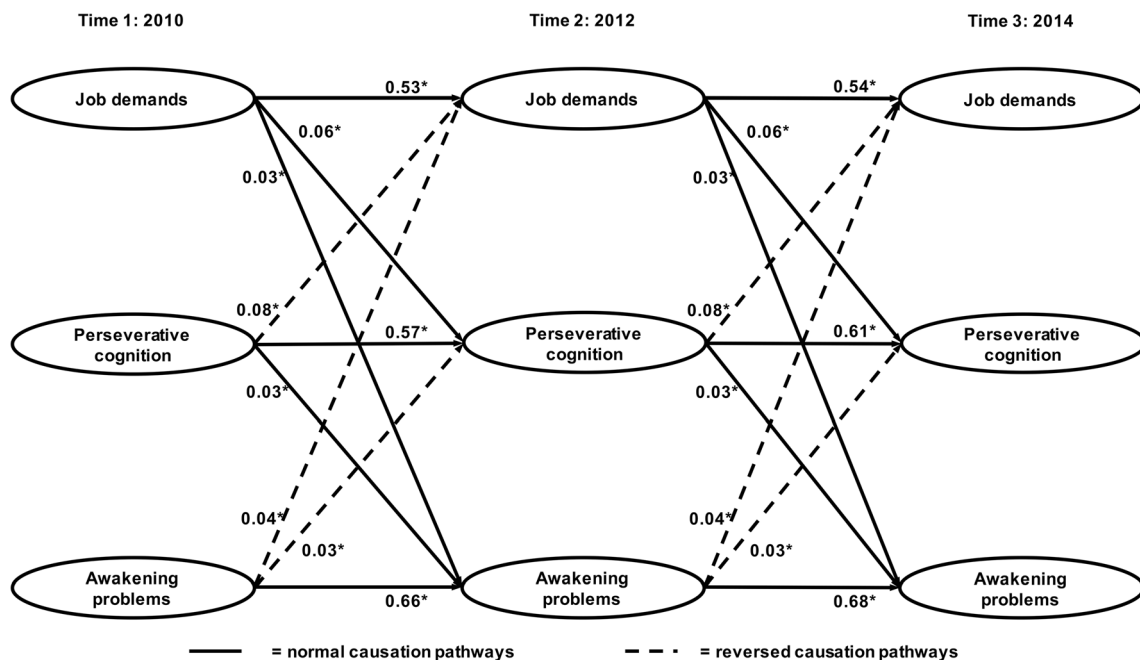 Time 1: 2010
Time 2: 2012
Time 3: 2014
Job demands
0.53*
Job demands
0.54*
Job demands
0.06*
0.06*
0.03*
0.03*
0.08*
0.08*
Perseverative
cognition
0.57*
Perseverative
cognition
0.61*
Perseverative
cognition
0.03*
0.03*
0.04*
0.04*
0.03*
0.03*
Awakening
problems
0.66*
Awakening
problems
0.68*
Awakening
problems
= normal causation pathways
= reversed causation pathways